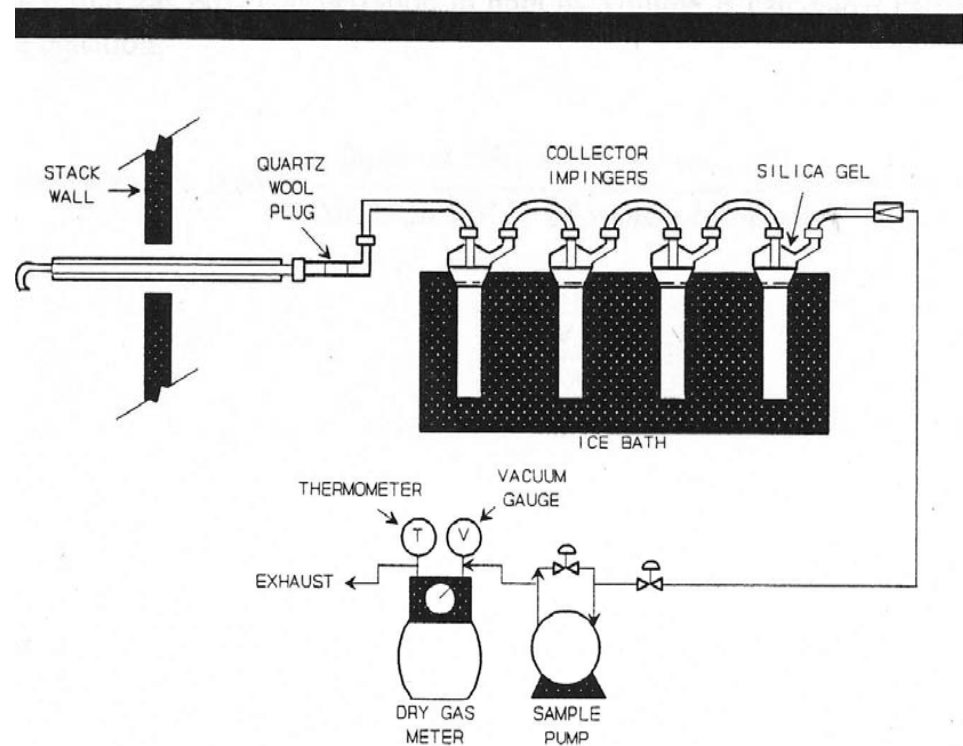 STACK
WALL
QUARTZ
WOOL
PLUG
COLLECTOR
IMPINGERS
SILICA GEL
ICE BATH
THERMOMETER
VACUUM
GAUGE
T
V
EXHAUST
DRY GAS
METER
SAMPLE
PUMP